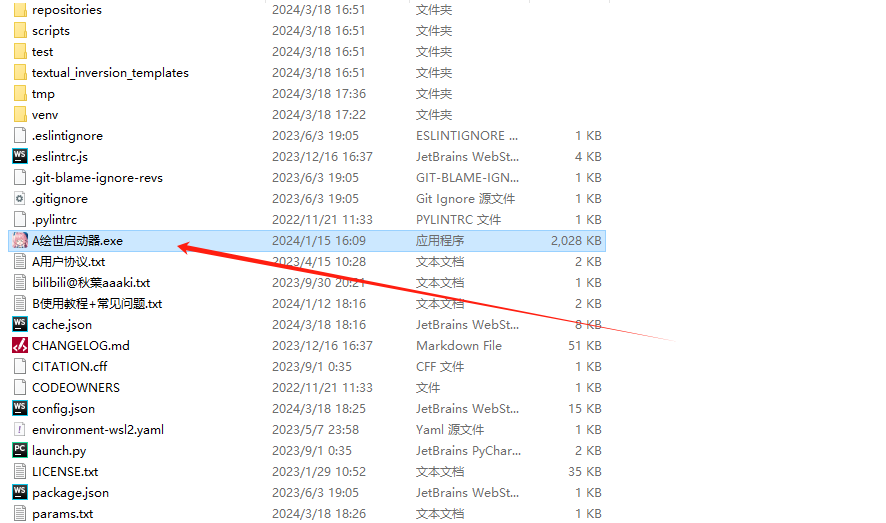 repositories 2024/3/18 16:51 文件夹
scripts 2024/3/18 16:51 文件夹
test 2024/3/18 16:51 文件夹
textual_inversion_templates 2024/3/18 16:51 文件夹
tmp 2024/3/18 17:36 文件夹
venv 2024/3/18 17:22 文件夹
.eslintignore 2023/6/3 19:05 ESLINTIGNORE ... 1 KB
.eslintrc.js 2023/12/16 16:37 JetBrains WebSt... 4 KB
.git-blame-ignore-revs 2023/6/3 19:05 GIT-BLAME-IGN... 1 KB
.gitignore 2023/6/3 19:05 Git Ignore 源文件 1 KB
.pylintrc 2022/11/21 11:33 PYLINTRC 文件 1 KB
A绘世启动器.exe 2024/1/15 16:09 应用程序 2,028 KB
A用户协议.txt 2023/4/15 10:28 文本文档 2 KB
bilibili@秋葉aaaki.txt 2023/9/30 20:21 文本文档 1 KB
B使用教程+常见问题.txt 2024/1/12 18:16 文本文档 2 KB
cache.json 2024/3/18 18:16 JetBrains WebSt... 8 KB
CHANGELOG.md 2023/12/16 16:37 Markdown File 51 KB
CITATION.cff 2023/9/1 0:35 CFF 文件 1 KB
CODEOWNERS 2022/11/21 11:33 文件 1 KB
config.json 2024/3/18 18:25 JetBrains WebSt... 15 KB
environment-wsl2.yaml 2023/5/7 23:58 Yaml 源文件 1 KB
launch.py 2023/9/1 0:35 JetBrains PyChar... 2 KB
LICENSE.txt 2023/1/29 10:52 文本文档 35 KB
package.json 2023/6/3 19:05 JetBrains WebSt... 1 KB
params.txt 2024/3/18 18:26 文本文档 1 KB